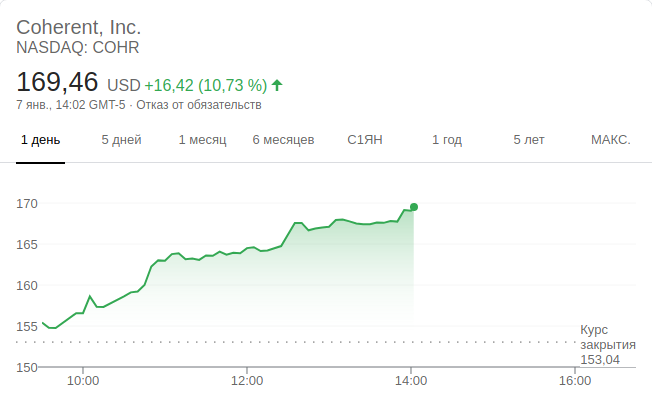 Coherent, Inc.
NASDAQ: COHR
169,46 USD +16,42 (10,73 %)
7 янв., 14:02 GMT-5 · Отказ от обязательств
1 день 5 дней 1 месяц 6 месяцев С1ЯН 1 год 5 лет МАКС.
170
165
160
155
150
Курс
закрытия
153,04
10:00 12:00 14:00 16:00